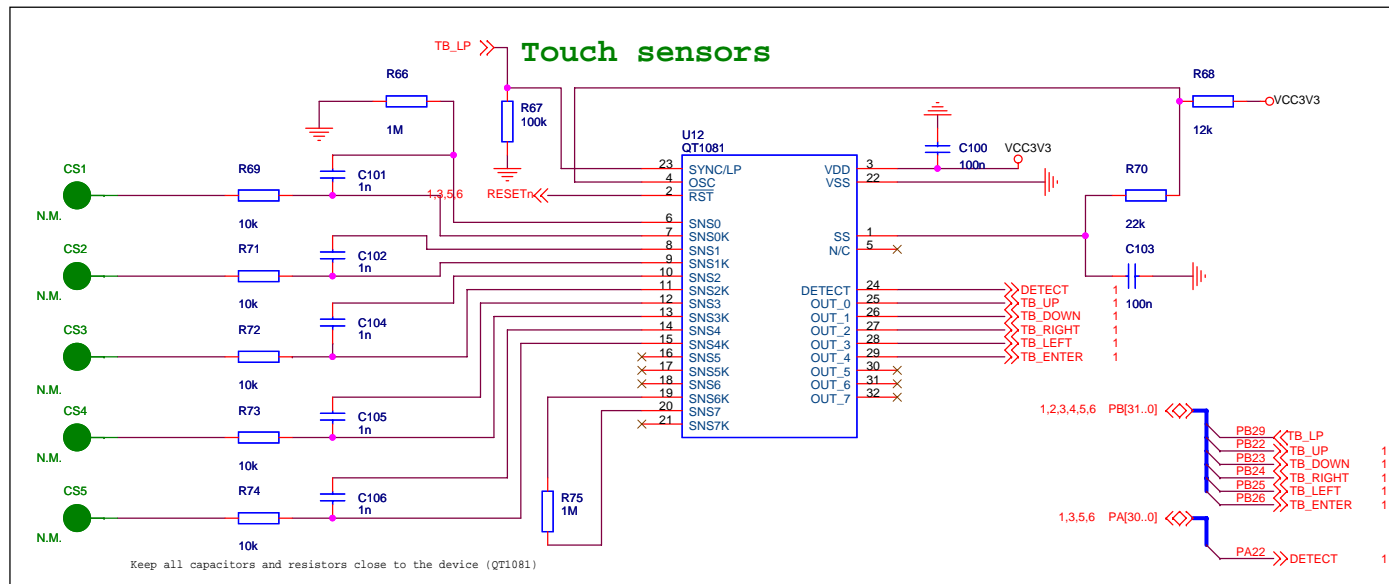 TB_LP
Touch sensors
R66
1M
R67
100k
R68
12k
VCC3V3
U12
QT1081
C100
100n
VCC3V3
CS1
N.M.
R69
10k
C101
1n
1,3,5,6 RESETn
23 SYNC/LP
4 OSC
2 RST
6 SNS0
7 SNS0K
8 SNS1
9 SNS1K
10 SNS2
11 SNS2K
12 SNS3
13 SNS3K
14 SNS4
15 SNS4K
16 SNS5
17 SNS5K
18 SNS6
19 SNS6K
20 SNS7
21 SNS7K
VDD 3
VSS 22
SS 1
N/C 5
DETECT 24 DETECT 1
OUT_0 25 TB_UP 1
OUT_1 26 TB_DOWN 1
OUT_2 27 TB_RIGHT 1
OUT_3 28 TB_LEFT 1
OUT_4 29 TB_ENTER 1
OUT_5 30
OUT_6 31
OUT_7 32
R70
22k
C103
100n
CS2
N.M.
R71
10k
C102
1n
CS3
N.M.
R72
10k
C104
1n
CS4
N.M.
R73
10k
C105
1n
CS5
N.M.
R74
10k
C106
1n
R75
1M
1,2,3,4,5,6 PB[31..0]
PB29 TB_LP
PB22 TB_UP 1
PB23 TB_DOWN 1
PB24 TB_RIGHT 1
PB25 TB_LEFT 1
PB26 TB_ENTER 1
1,3,5,6 PA[30..0]
PA22 DETECT 1
Keep all capacitors and resistors close to the device (QT1081)